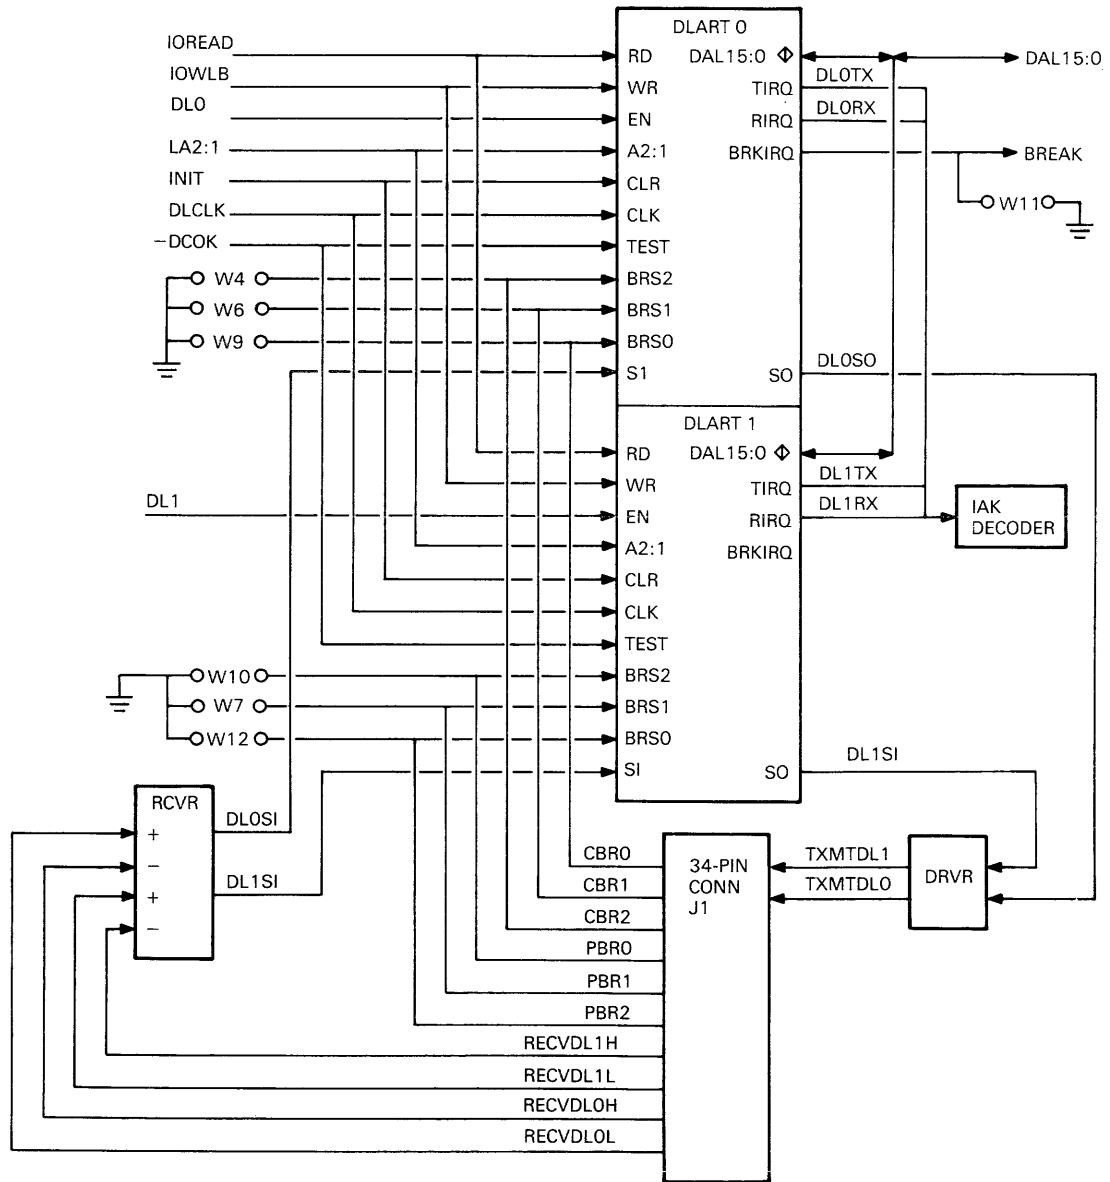 DLART 0
IOREAD
RD
DAL15:0
DAL15:0
IOWLB
WR
TIRQ
DL0TX
DL0
EN
RIRQ
DL0RX
LA2:1
A2:1
BRKIRQ
BREAK
INIT
CLR
DLCLK
CLK
W11
-DCOK
TEST
W4
BRS2
W6
BRS1
W9
BRS0
S1
SO
DL0SO
DLART 1
RD
DAL15:0
WR
TIRQ
DL1TX
DL1
EN
RIRQ
DL1RX
IAK
DECODER
A2:1
BRKIRQ
CLR
CLK
TEST
W10
BRS2
W7
BRS1
W12
BRS0
SI
SO
DL1SI
RCVR
+
DL0SI
-
+
DL1SI
-
CBR0
CBR1
CBR2
PBR0
PBR1
PBR2
RECVDL1H
RECVDL1L
RECVDL0H
RECVDL0L
34-PIN
CONN
J1
TXMTDL1
TXMTDL0
DRVR